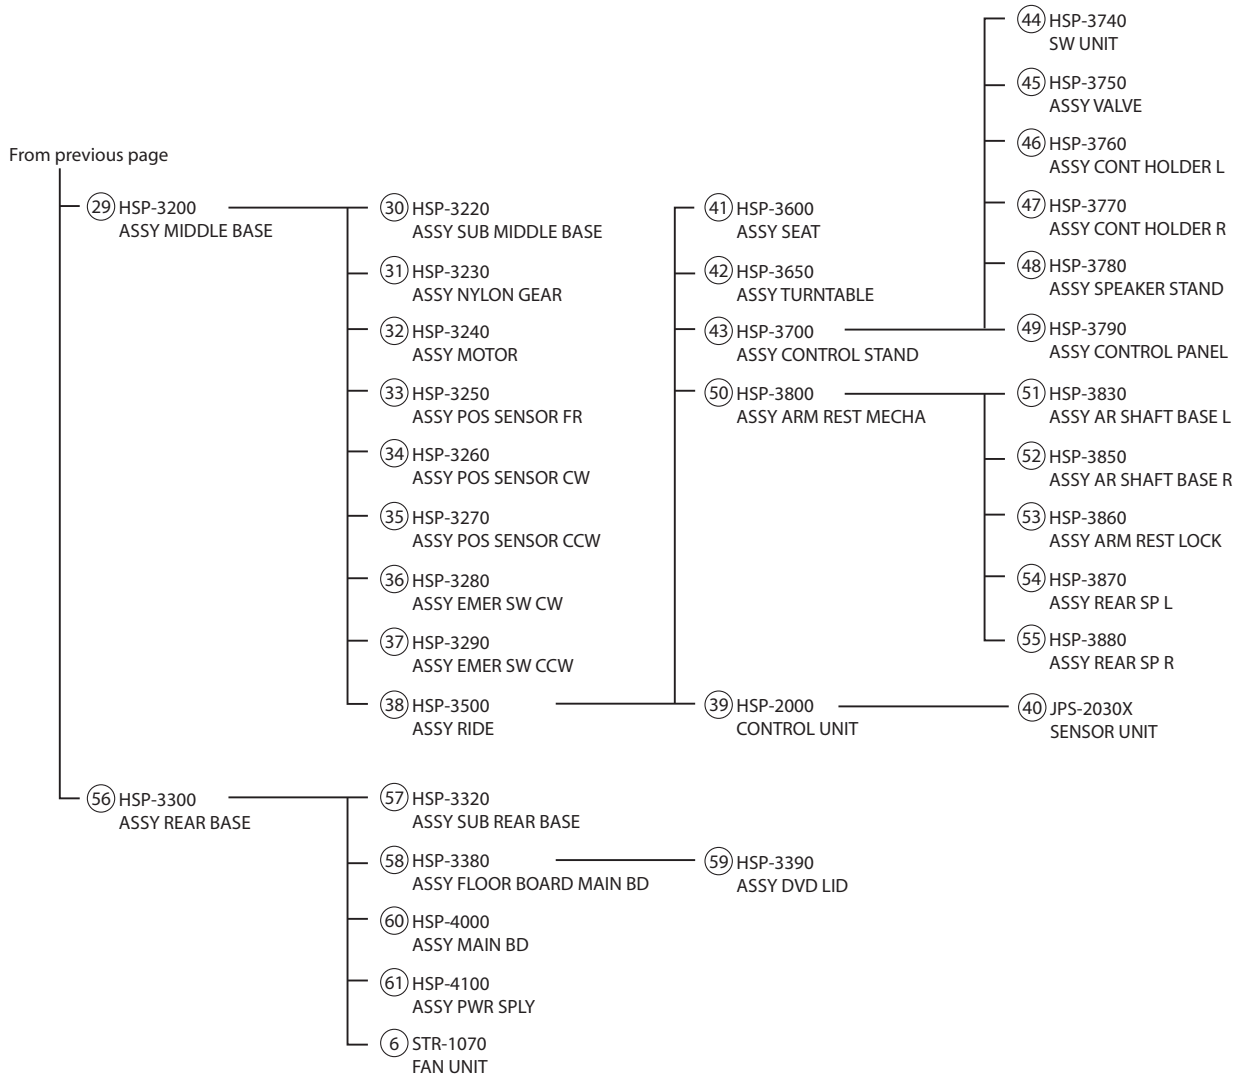 From previous page
29 HSP-3200
ASSY MIDDLE BASE
30 HSP-3220
ASSY SUB MIDDLE BASE
31 HSP-3230
ASSY NYLON GEAR
32 HSP-3240
ASSY MOTOR
33 HSP-3250
ASSY POS SENSOR FR
34 HSP-3260
ASSY POS SENSOR CW
35 HSP-3270
ASSY POS SENSOR CCW
36 HSP-3280
ASSY EMER SW CW
37 HSP-3290
ASSY EMER SW CCW
38 HSP-3500
ASSY RIDE
41 HSP-3600
ASSY SEAT
42 HSP-3650
ASSY TURNTABLE
43 HSP-3700
ASSY CONTROL STAND
44 HSP-3740
SW UNIT
45 HSP-3750
ASSY VALVE
46 HSP-3760
ASSY CONT HOLDER L
47 HSP-3770
ASSY CONT HOLDER R
48 HSP-3780
ASSY SPEAKER STAND
49 HSP-3790
ASSY CONTROL PANEL
50 HSP-3800
ASSY ARM REST MECHA
51 HSP-3830
ASSY AR SHAFT BASE L
52 HSP-3850
ASSY AR SHAFT BASE R
53 HSP-3860
ASSY ARM REST LOCK
54 HSP-3870
ASSY REAR SP L
55 HSP-3880
ASSY REAR SP R
39 HSP-2000
CONTROL UNIT
40 JPS-2030X
SENSOR UNIT
56 HSP-3300
ASSY REAR BASE
57 HSP-3320
ASSY SUB REAR BASE
58 HSP-3380
ASSY FLOOR BOARD MAIN BD
59 HSP-3390
ASSY DVD LID
60 HSP-4000
ASSY MAIN BD
61 HSP-4100
ASSY PWR SPLY
6 STR-1070
FAN UNIT